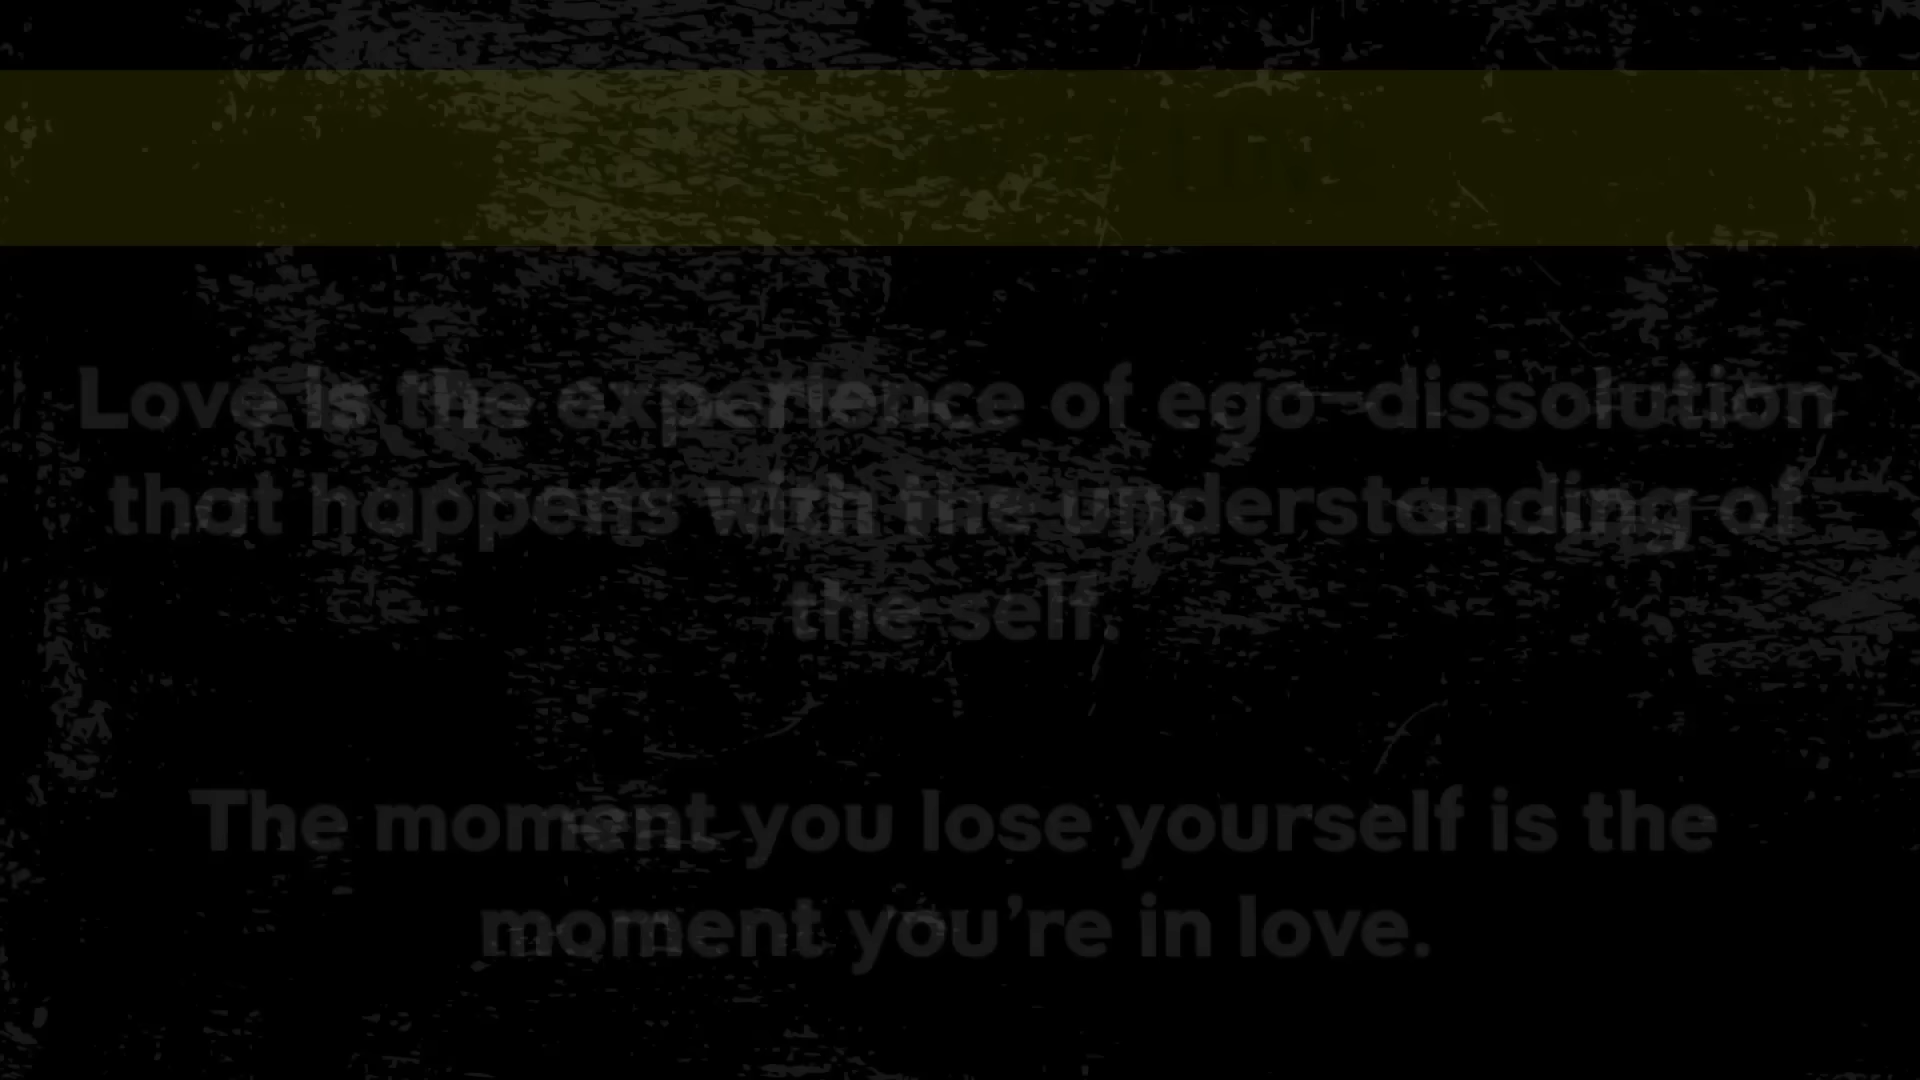 Love is the experience of ego-dissolution
that happens with the understanding of
the self.
The moment you lose yourself is the
moment you're in love.